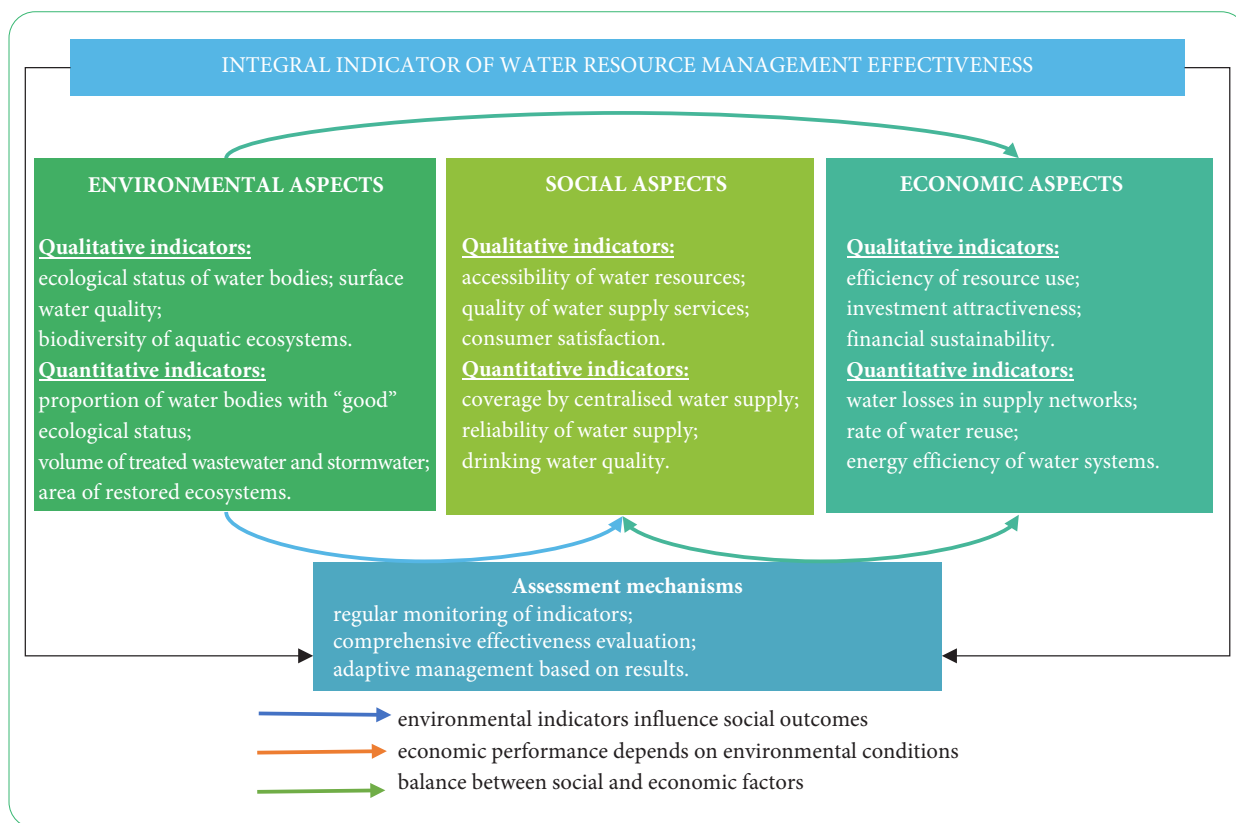 INTEGRAL INDICATOR OF WATER RESOURCE MANAGEMENT EFFECTIVENESS
ENVIRONMENTAL ASPECTS
Qualitative indicators:
ecological status of water bodies; surface
water quality;
biodiversity of aquatic ecosystems.
Quantitative indicators:
proportion of water bodies with “good”
ecological status;
volume of treated wastewater and stormwater;
area of restored ecosystems.
SOCIAL ASPECTS
Qualitative indicators:
accessibility of water resources;
quality of water supply services;
consumer satisfaction.
Quantitative indicators:
coverage by centralised water supply;
reliability of water supply;
drinking water quality.
ECONOMIC ASPECTS
Qualitative indicators:
efficiency of resource use;
investment attractiveness;
financial sustainability.
Quantitative indicators:
water losses in supply networks;
rate of water reuse;
energy efficiency of water systems.
Assessment mechanisms
regular monitoring of indicators;
comprehensive effectiveness evaluation;
adaptive management based on results.
environmental indicators influence social outcomes
economic performance depends on environmental conditions
balance between social and economic factors